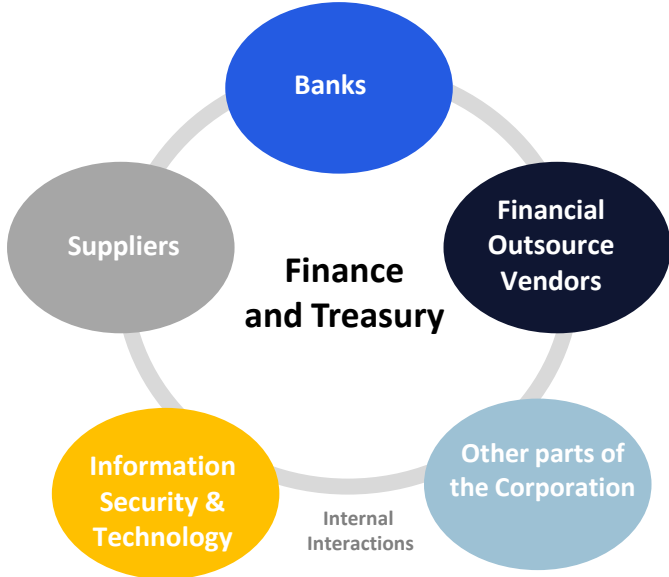 Banks
Suppliers
Financial
Outsource
Vendors
Finance
and Treasury
Information
Security &
Technology
Other parts of
the Corporation
Internal
Interactions